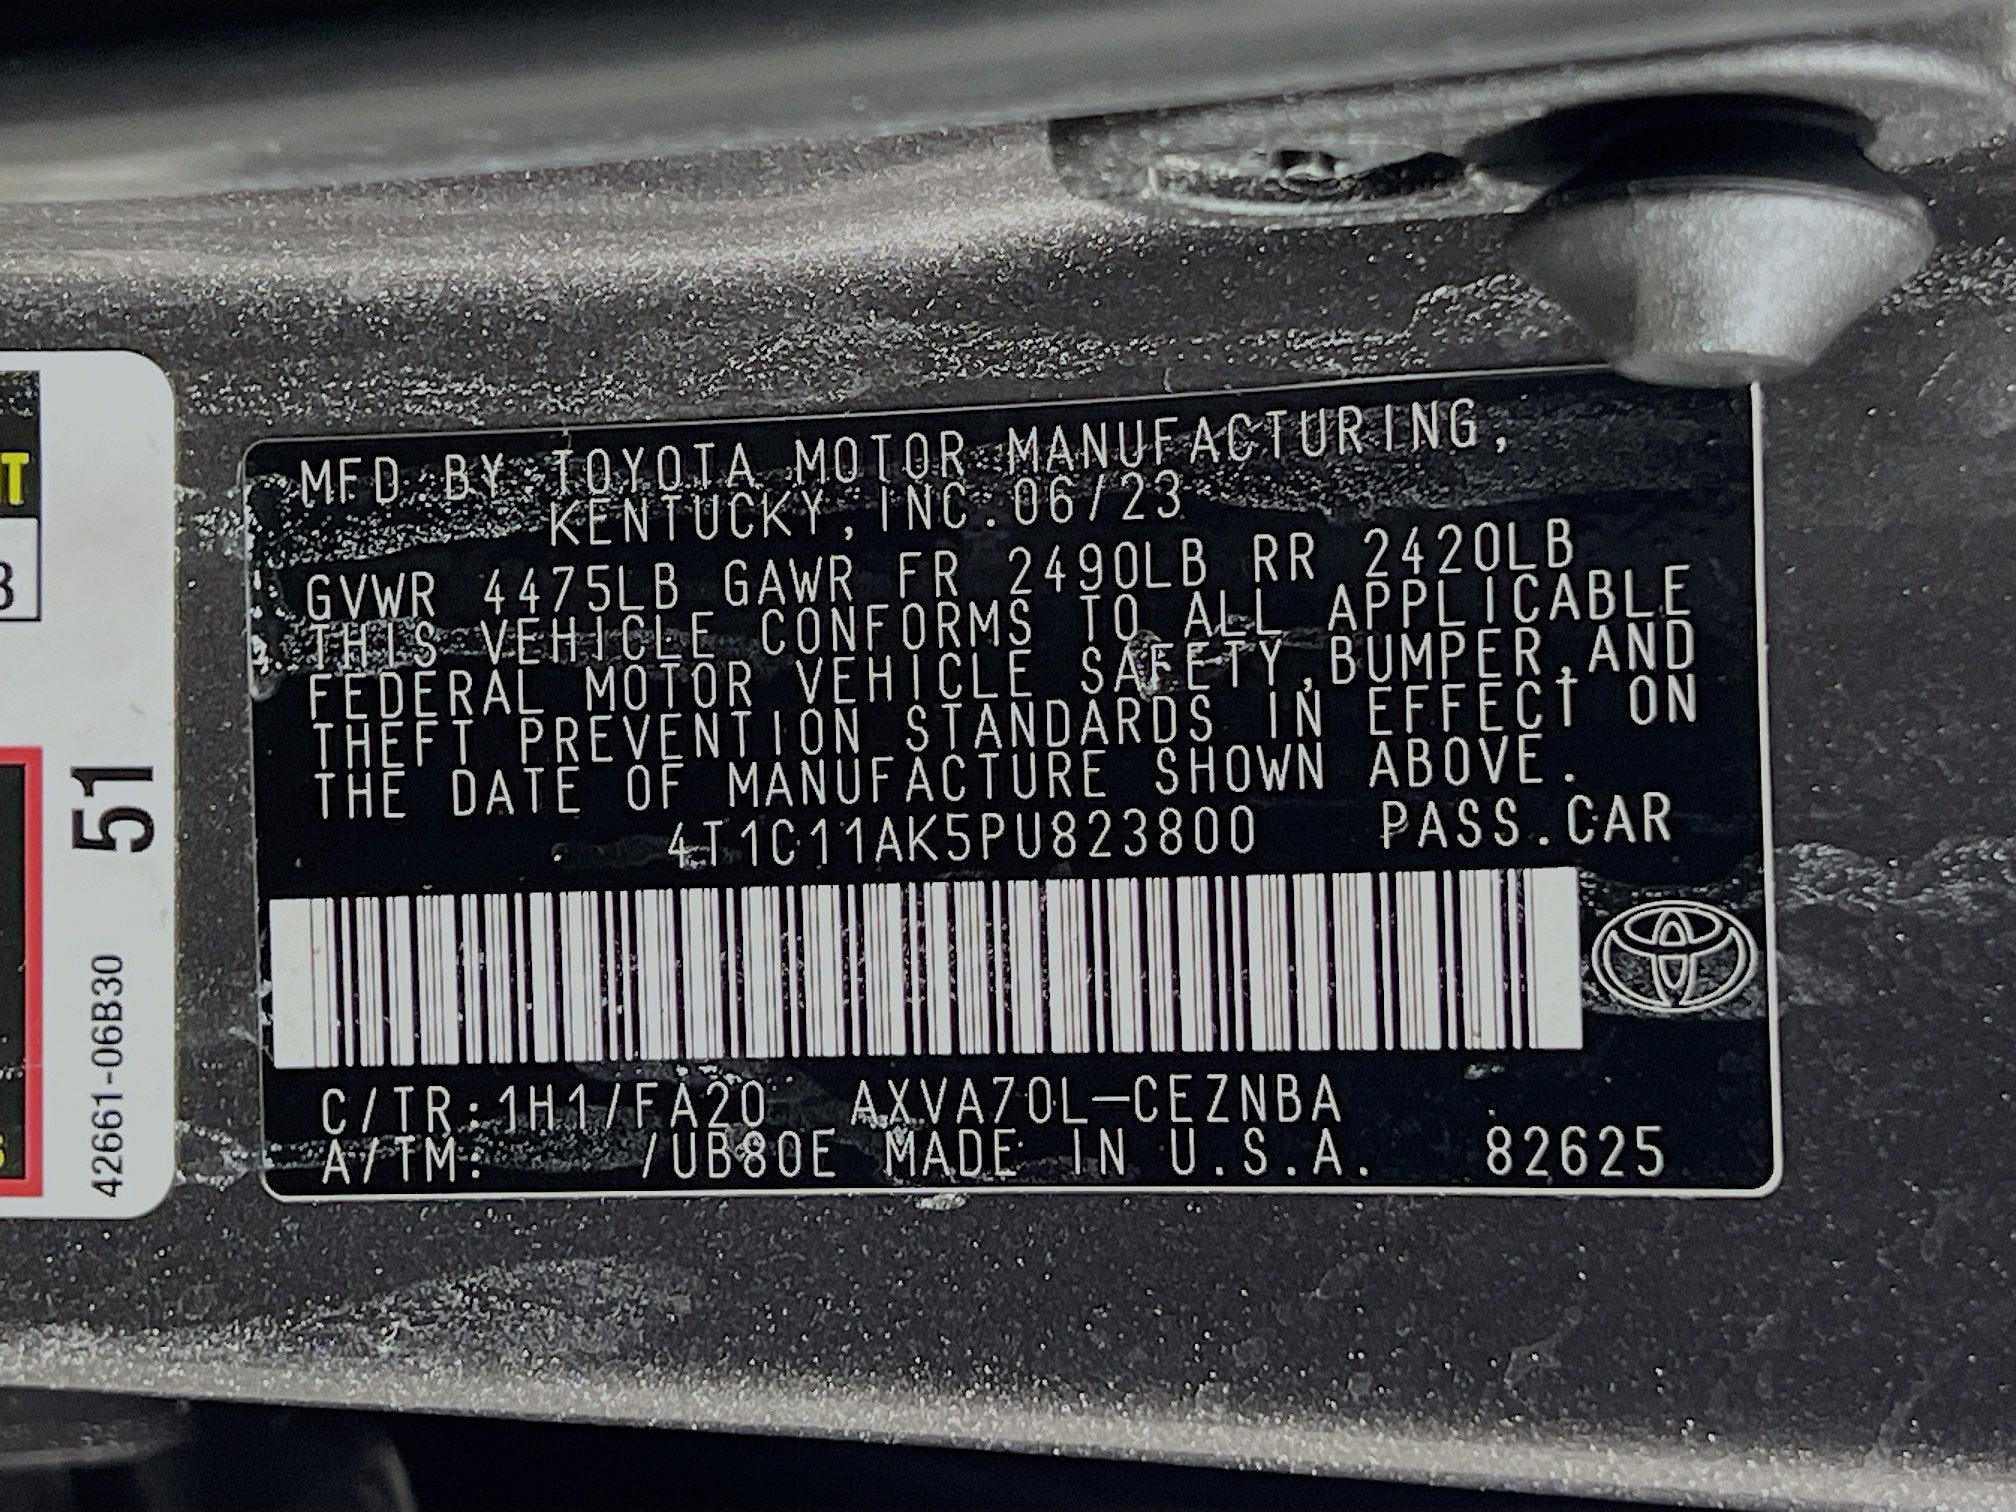 MFD BY TOYOTA MOTOR MANUFACTURING,
KENTUCKY, INC. 06/23
GVWR 4475LB GAWR FR 2490LB RR 2420LB
THIS VEHICLE CONFORMS TO ALL APPLICABLE
FEDERAL MOTOR VEHICLE SAFETY, BUMPER, AND
THEFT PREVENTION STANDARDS IN EFFECT ON
THE DATE OF MANUFACTURE SHOWN ABOVE.
4T1C11AK5PU823800 PASS. CAR
C/TR: 1H1/FA20 AXVA70L-CEZNBA
A/TM: /UB80E MADE IN U.S.A. 82625
51
42661-06B30